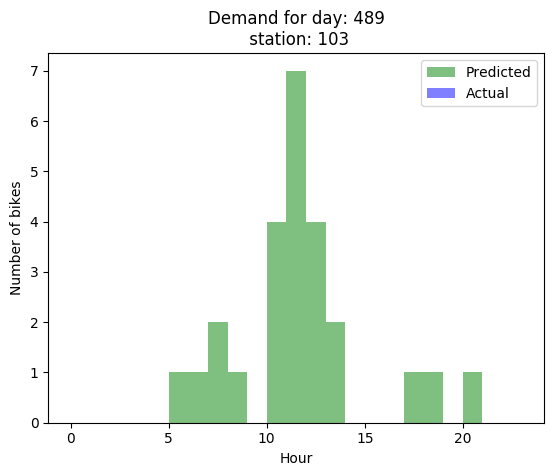 Demand for day: 489
station: 103
Predicted
Actual
Number of bikes
7
6
5
4
3
2
1
0
0 5 10 15 20
Hour